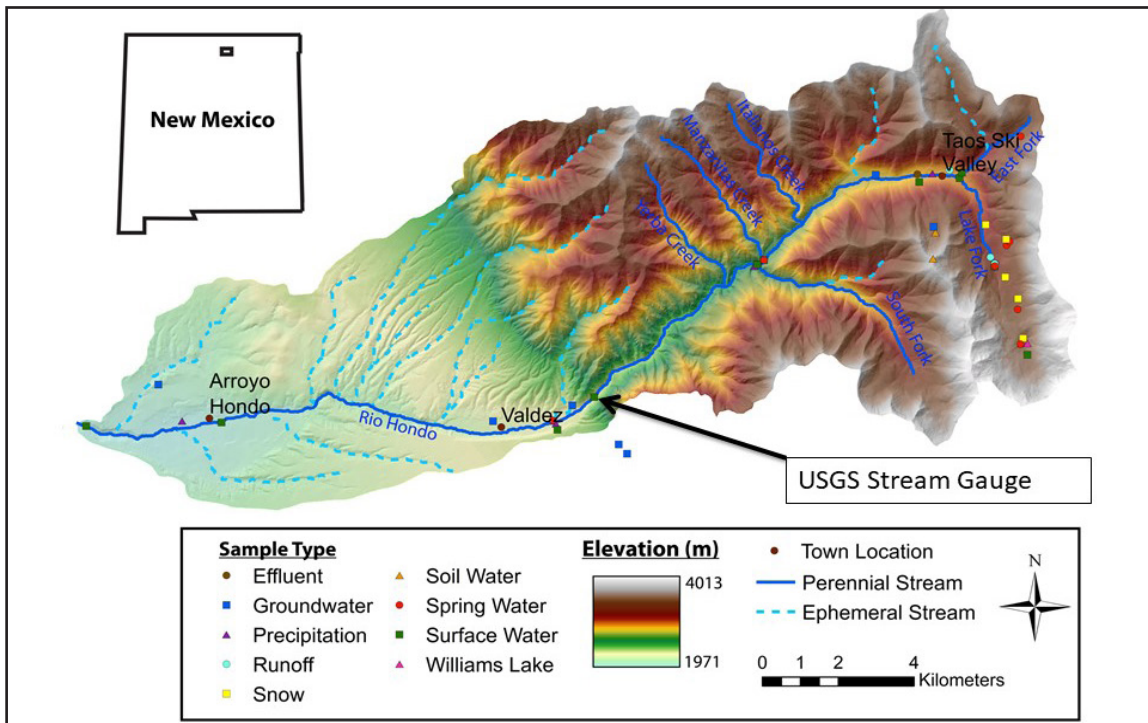 New Mexico
Italianos Creek
Manzanitas Creek
Yerba Creek
Taos Ski
Valley
East Fork
Lake Fork
South Fork
Arroyo
Hondo
Rio Hondo
Valdez
USGS Stream Gauge
Sample Type
Effluent
Groundwater
Precipitation
Runoff
Snow
Soil Water
Spring Water
Surface Water
Williams Lake
Elevation (m)
4013
1971
Town Location
Perennial Stream
Ephemeral Stream
0 1 2 4
Kilometers
N